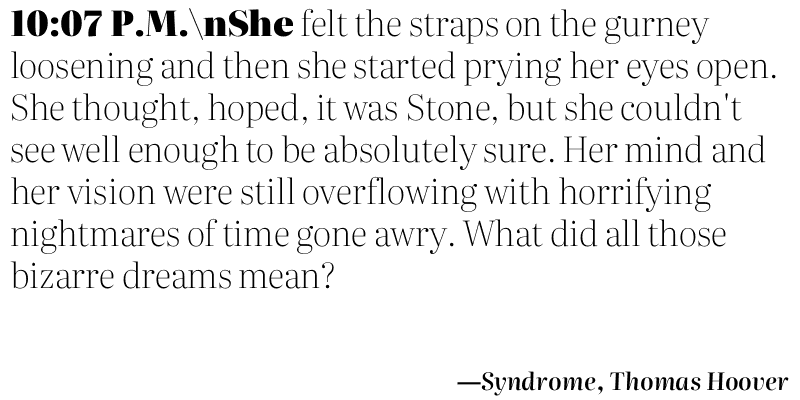 10:07 P.M.\nShe felt the straps on the gurney
loosening and then she started prying her eyes open.
She thought, hoped, it was Stone, but she couldn't
see well enough to be absolutely sure. Her mind and
her vision were still overflowing with horrifying
nightmares of time gone awry. What did all those
bizarre dreams mean?
—Syndrome, Thomas Hoover